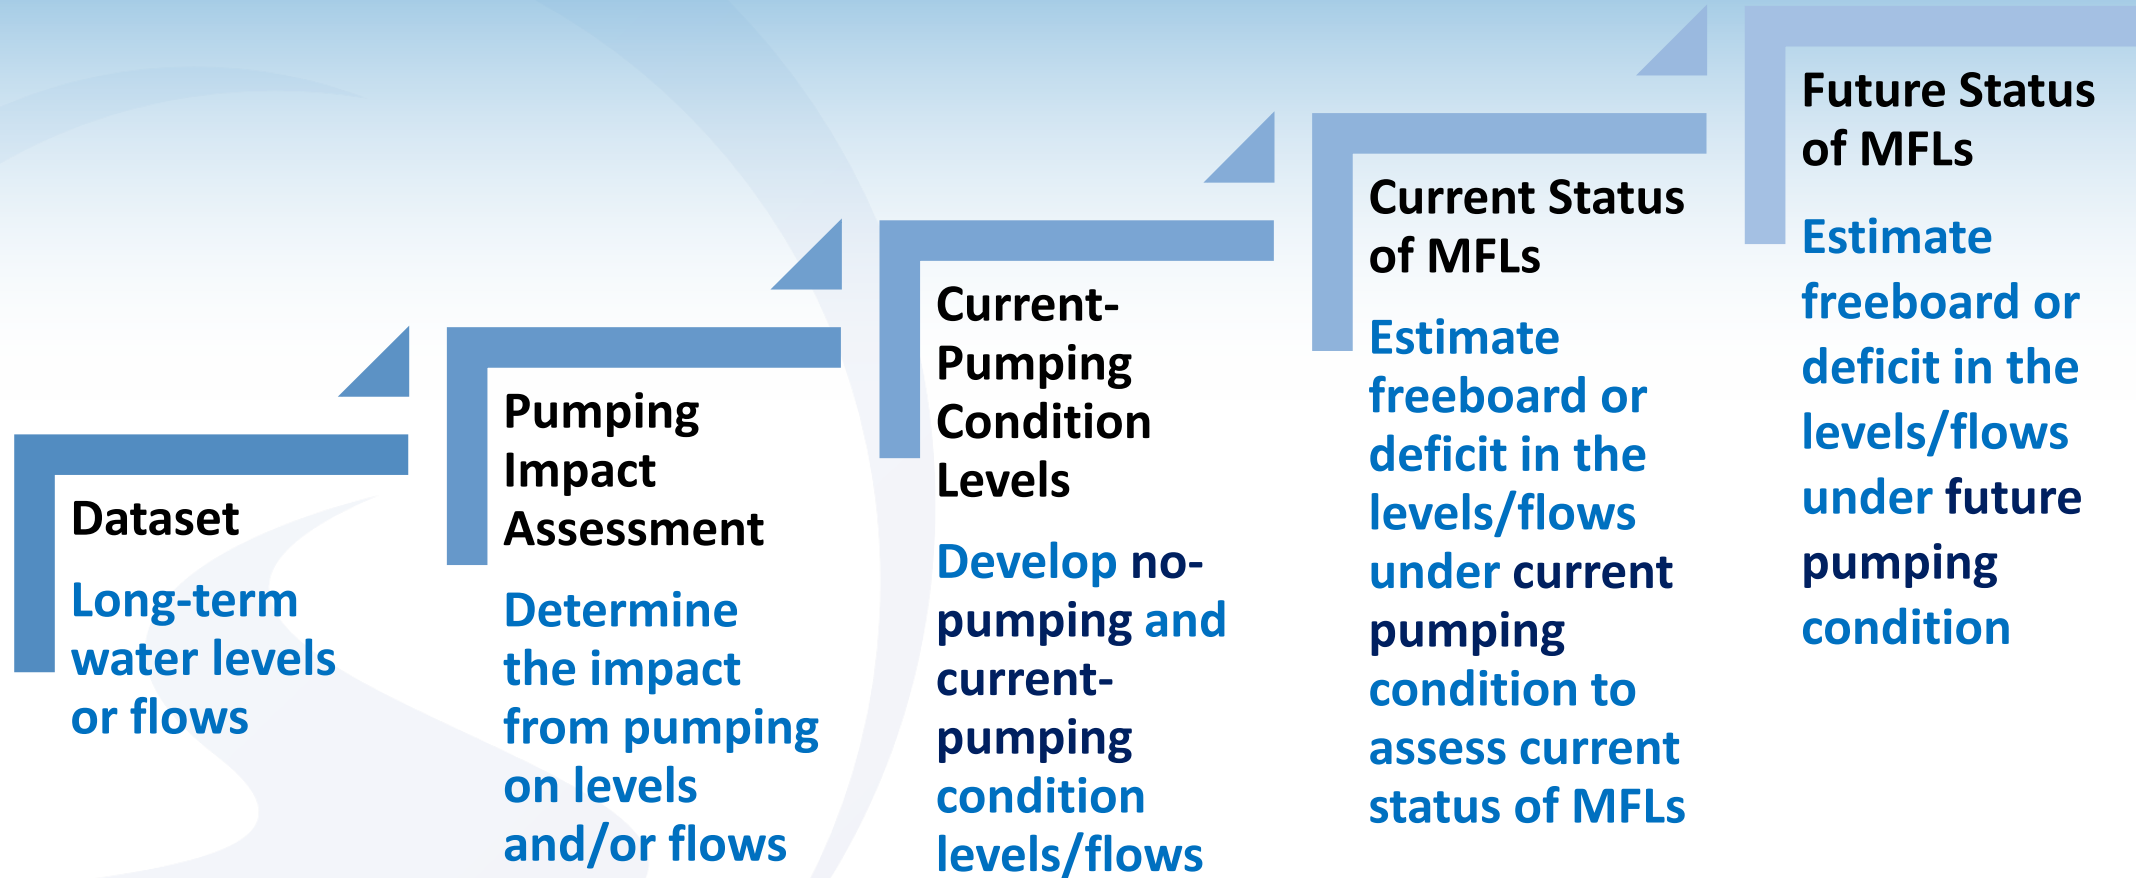 Dataset
Long-term
water levels
or flows
Pumping
Impact
Assessment
Determine
the impact
from pumping
on levels
and/or flows
Current-
Pumping
Condition
Levels
Develop no-
pumping and
current-
pumping
condition
levels/flows
Current Status
of MFLs
Estimate
freeboard or
deficit in the
levels/flows
under current
pumping
condition to
assess current
status of MFLs
Future Status
of MFLs
Estimate
freeboard or
deficit in the
levels/flows
under future
pumping
condition